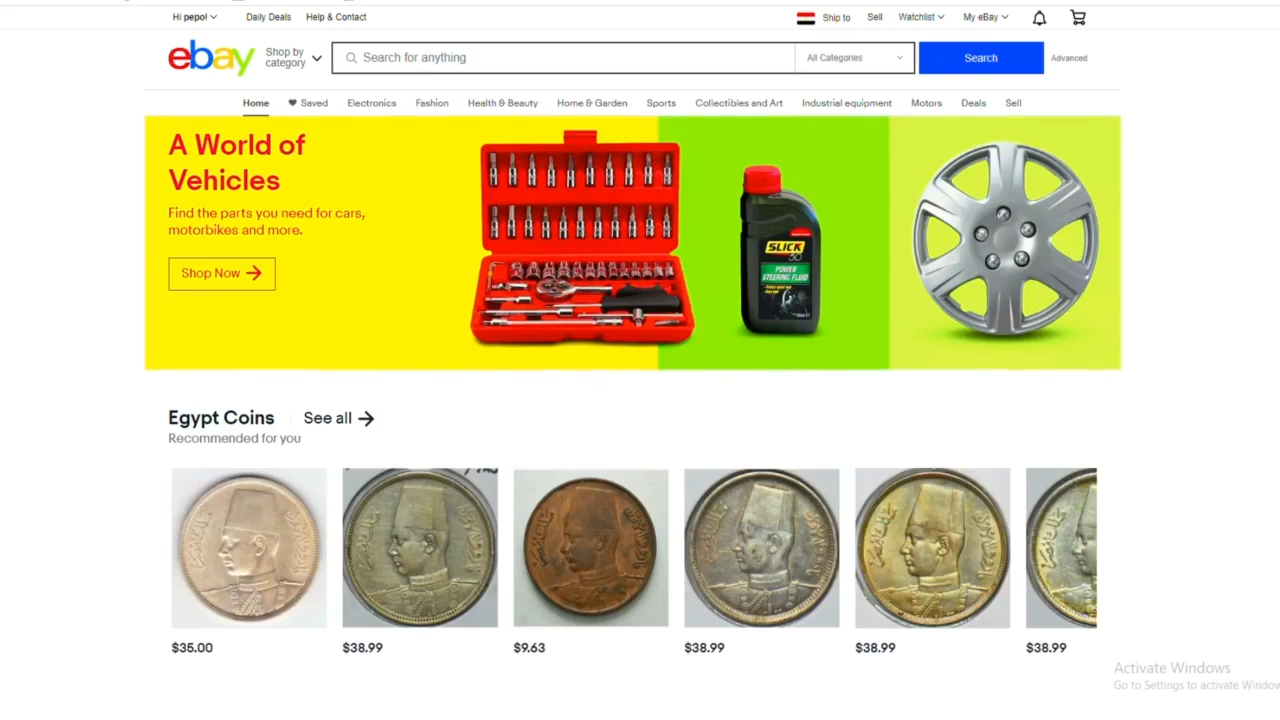 Hi pepo!
Daily Deals
Help & Contact
Ship to
Sell
Watchlist
My eBay
ebay
Shop by
category
Search for anything
All Categories
Search
Advanced
Home
Saved
Electronics
Fashion
Health & Beauty
Home & Garden
Sports
Collectibles and Art
Industrial equipment
Motors
Deals
Sell
A World of
Vehicles
Find the parts you need for cars,
motorbikes and more.
Shop Now
SLICK
30
POWER
STEERING FLUID
Egypt Coins
See all
Recommended for you
$35.00
$38.99
$9.63
$38.99
$38.99
$38.99
Activate Windows
Go to Settings to activate Window